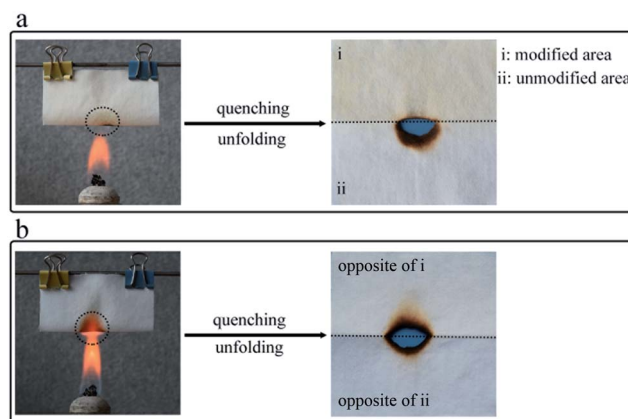 a
quenching
unfolding
i
ii
i: modified area
ii: unmodified area
b
quenching
unfolding
opposite of i
opposite of ii